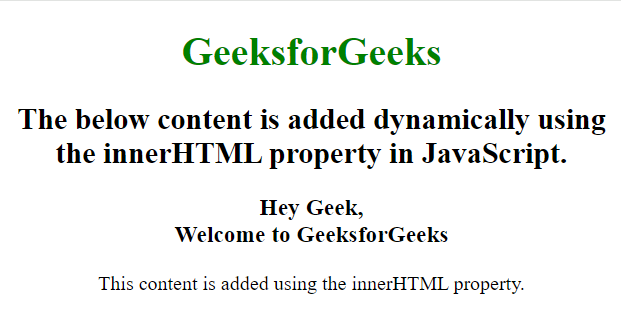 GeeksforGeeks
The below content is added dynamically using
the innerHTML property in JavaScript.
Hey Geek,
Welcome to GeeksforGeeks
This content is added using the innerHTML property.